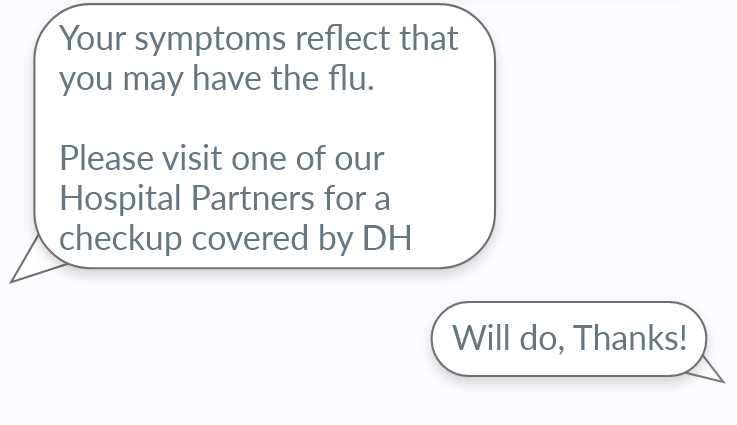 Your symptoms reflect that
you may have the flu.
Please visit one of our
Hospital Partners for a
checkup covered by DH
Will do, Thanks!